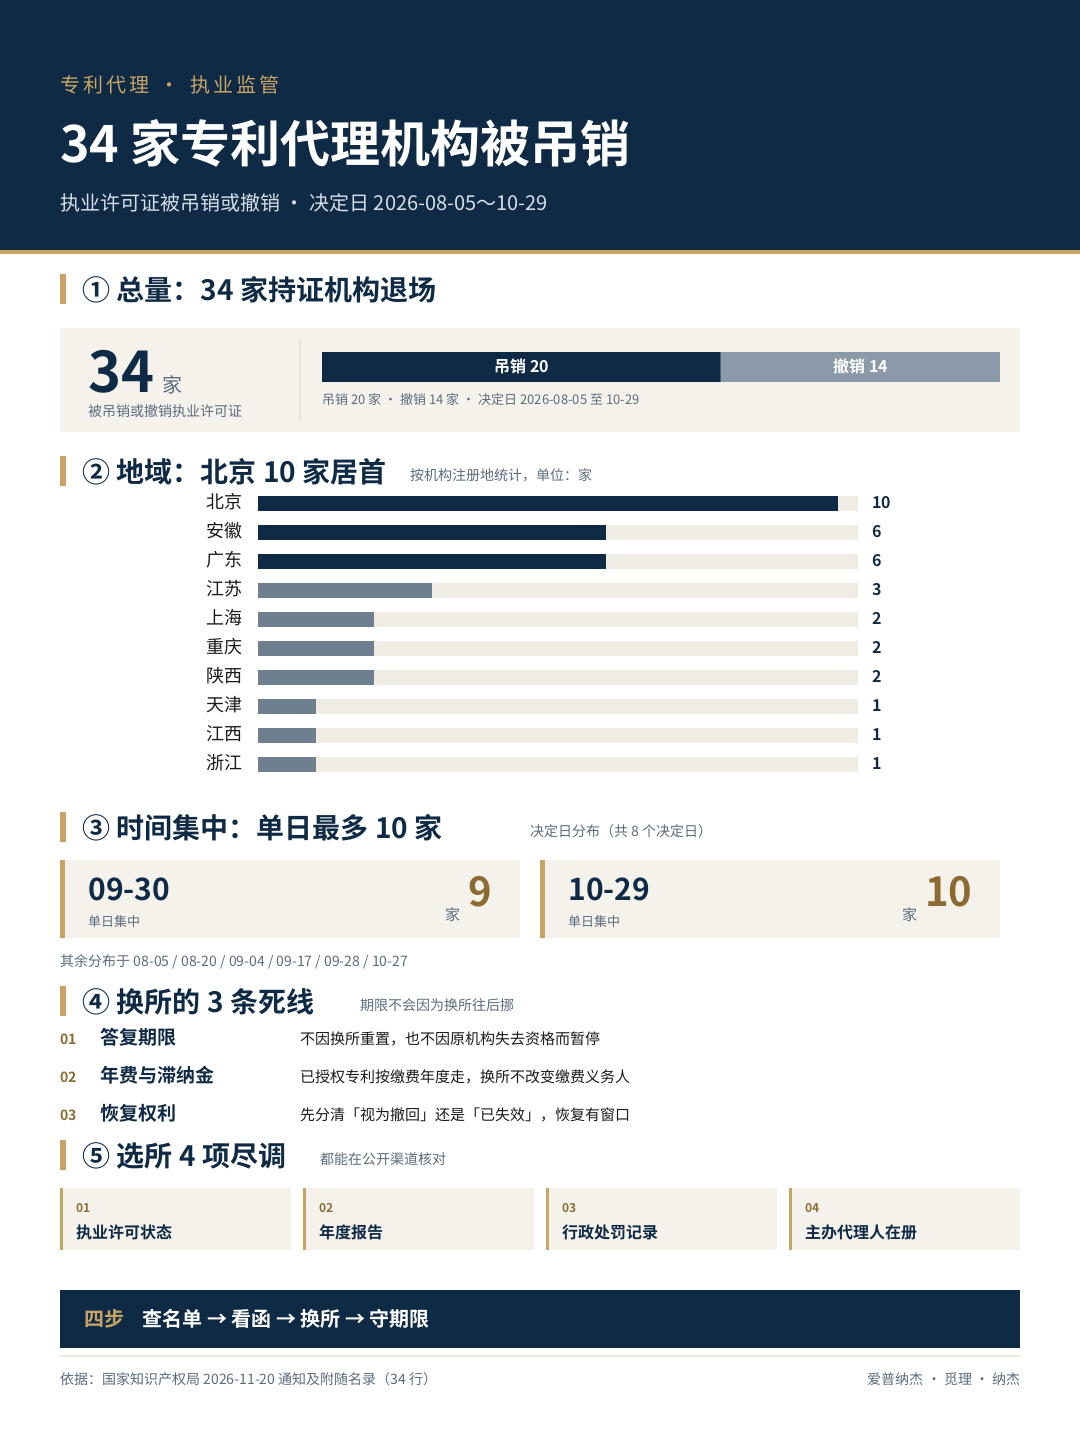 专利代理 · 执业监管
34 家专利代理机构被吊销
执业许可证被吊销或撤销 · 决定日 2026-08-05～10-29
① 总量：34 家持证机构退场
34 家
被吊销或撤销执业许可证
吊销 20
撤销 14
吊销 20 家 · 撤销 14 家 · 决定日 2026-08-05 至 10-29
② 地域：北京 10 家居首 按机构注册地统计，单位：家
北京 10
安徽 6
广东 6
江苏 3
上海 2
重庆 2
陕西 2
天津 1
江西 1
浙江 1
③ 时间集中：单日最多 10 家 决定日分布（共 8 个决定日）
09-30
单日集中
家 9
10-29
单日集中
家 10
其余分布于 08-05 / 08-20 / 09-04 / 09-17 / 09-28 / 10-27
④ 换所的 3 条死线 期限不会因为换所往后挪
01 答复期限 不因换所重置，也不因原机构失去资格而暂停
02 年费与滞纳金 已授权专利按缴费年度走，换所不改变缴费义务人
03 恢复权利 先分清「视为撤回」还是「已失效」，恢复有窗口
⑤ 选所 4 项尽调 都能在公开渠道核对
01
执业许可状态
02
年度报告
03
行政处罚记录
04
主办代理人在册
四步 查名单 → 看函 → 换所 → 守期限
依据：国家知识产权局 2026-11-20 通知及附随名录（34 行）
爱普纳杰 · 觅理 · 纳杰